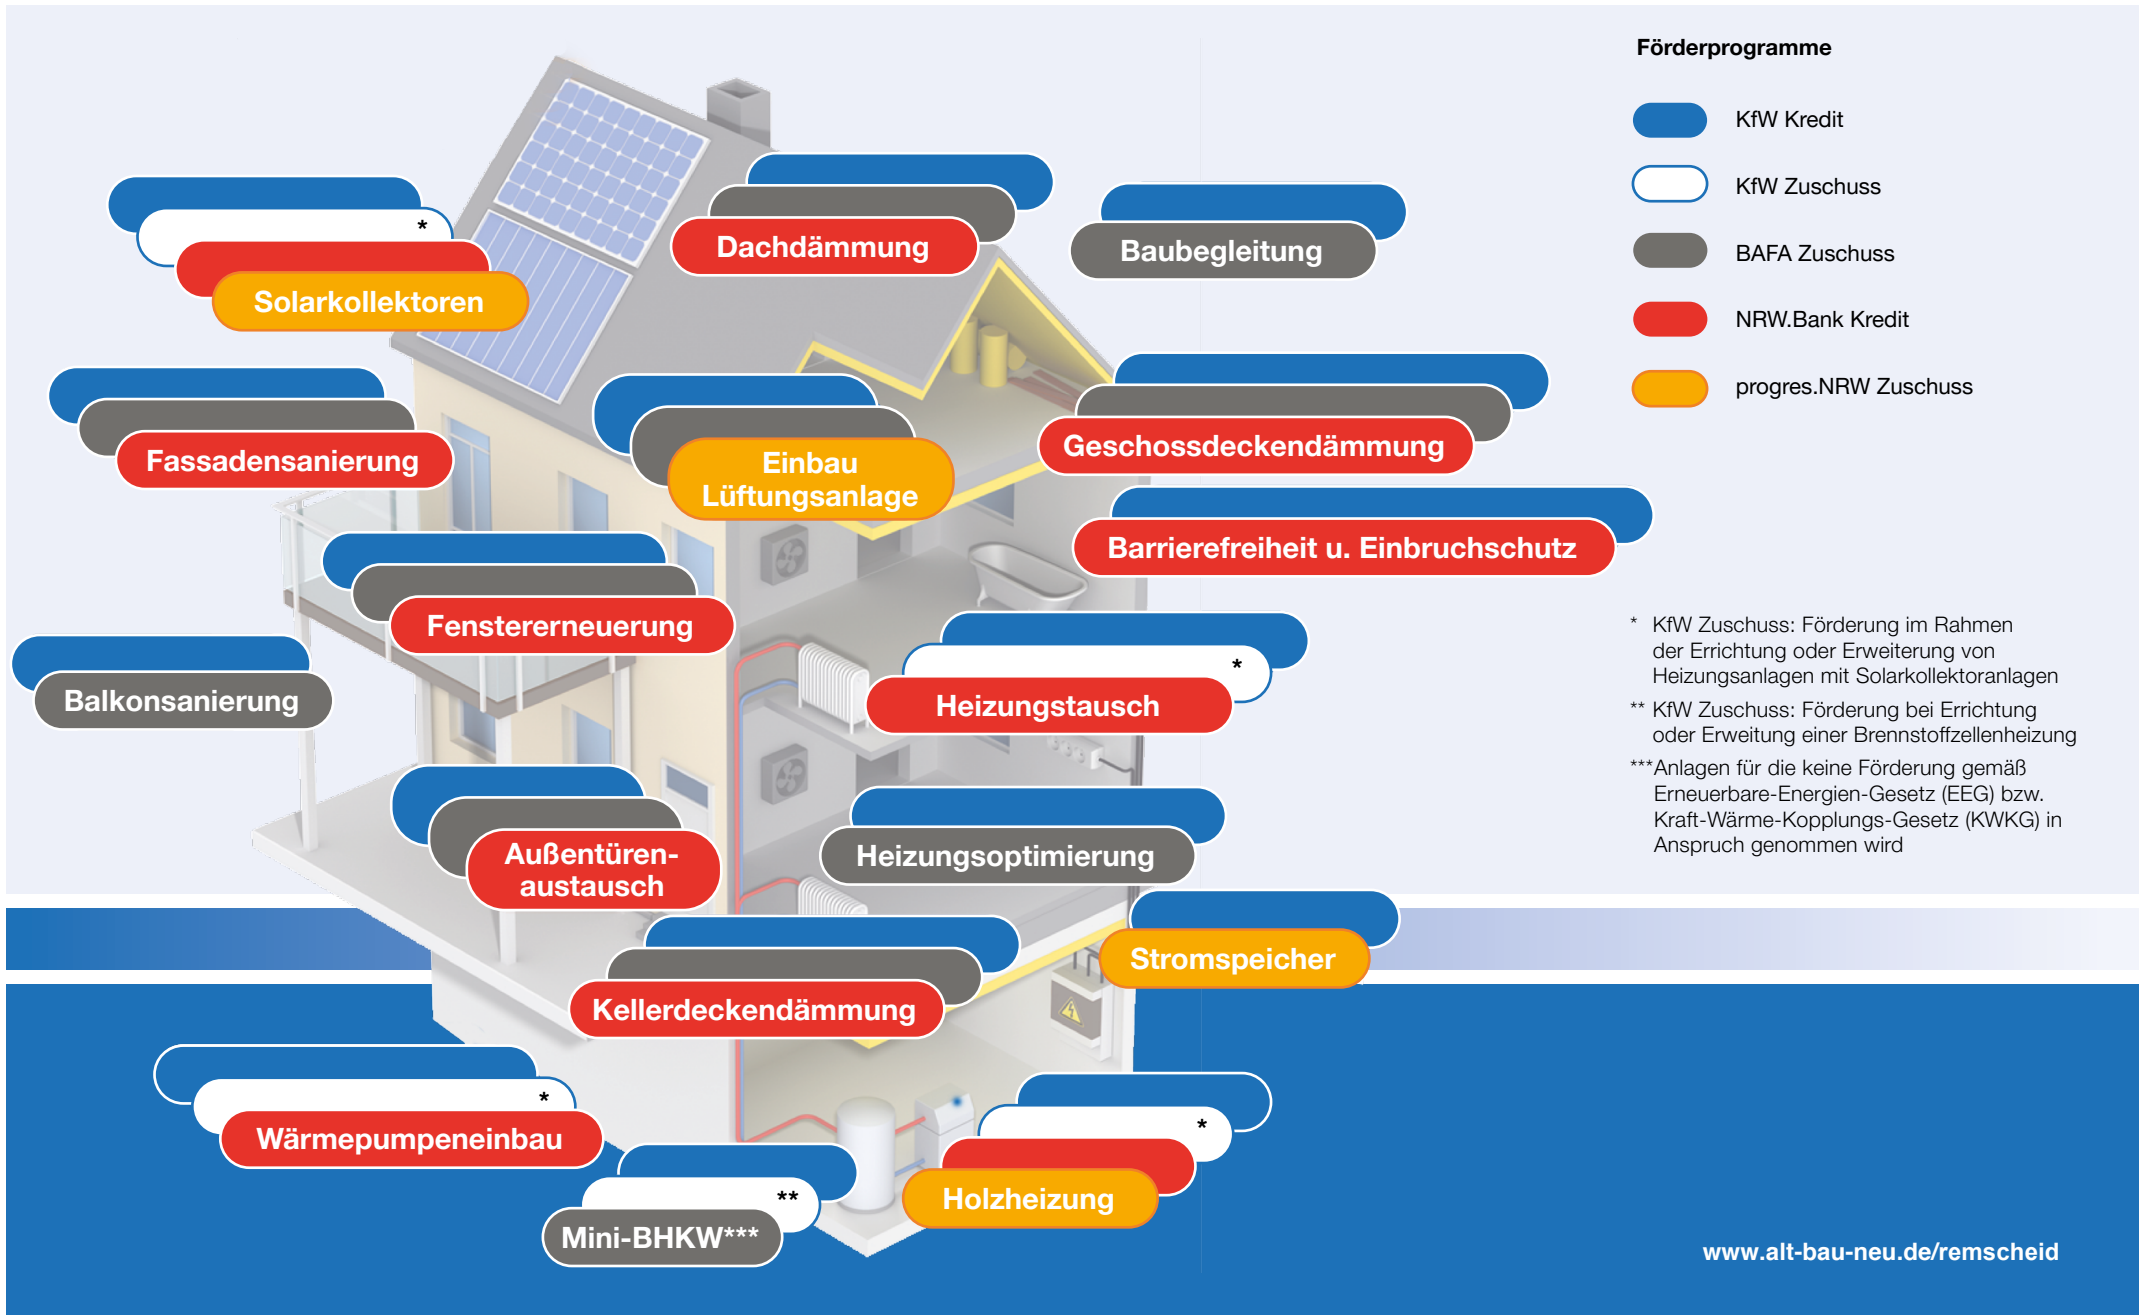 Förderprogramme
KfW Kredit
KfW Zuschuss
BAFA Zuschuss
NRW.Bank Kredit
progres.NRW Zuschuss
*
Solarkollektoren
Dachdämmung
Baubegleitung
Fassadensanierung
Einbau
Lüftungsanlage
Geschossdeckendämmung
Barrierefreiheit u. Einbruchschutz
Fenstererneuerung
Balkonsanierung
*
Heizungstausch
Außentüren-
austausch
Heizungsoptimierung
Stromspeicher
Kellerdeckendämmung
*
Wärmepumpeneinbau
**
Mini-BHKW***
*
Holzheizung
* KfW Zuschuss: Förderung im Rahmen
der Errichtung oder Erweiterung von
Heizungsanlagen mit Solarkollektoranlagen
** KfW Zuschuss: Förderung bei Errichtung
oder Erweitung einer Brennstoffzellenheizung
***Anlagen für die keine Förderung gemäß
Erneuerbare-Energien-Gesetz (EEG) bzw.
Kraft-Wärme-Kopplungs-Gesetz (KWKG) in
Anspruch genommen wird
www.alt-bau-neu.de/remscheid